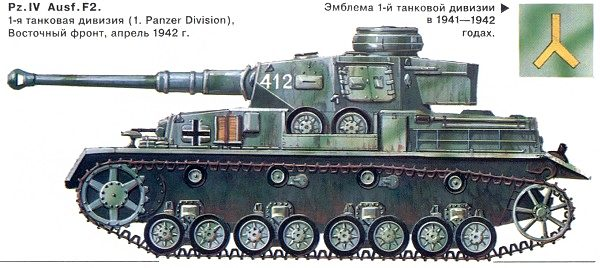 Pz.IV Ausf.F2.
1-я танковая дивизия (1. Panzer Division),
Восточный фронт, апрель 1942 г.
Эмблема 1-й танковой дивизии
в 1941—1942
годах.
412